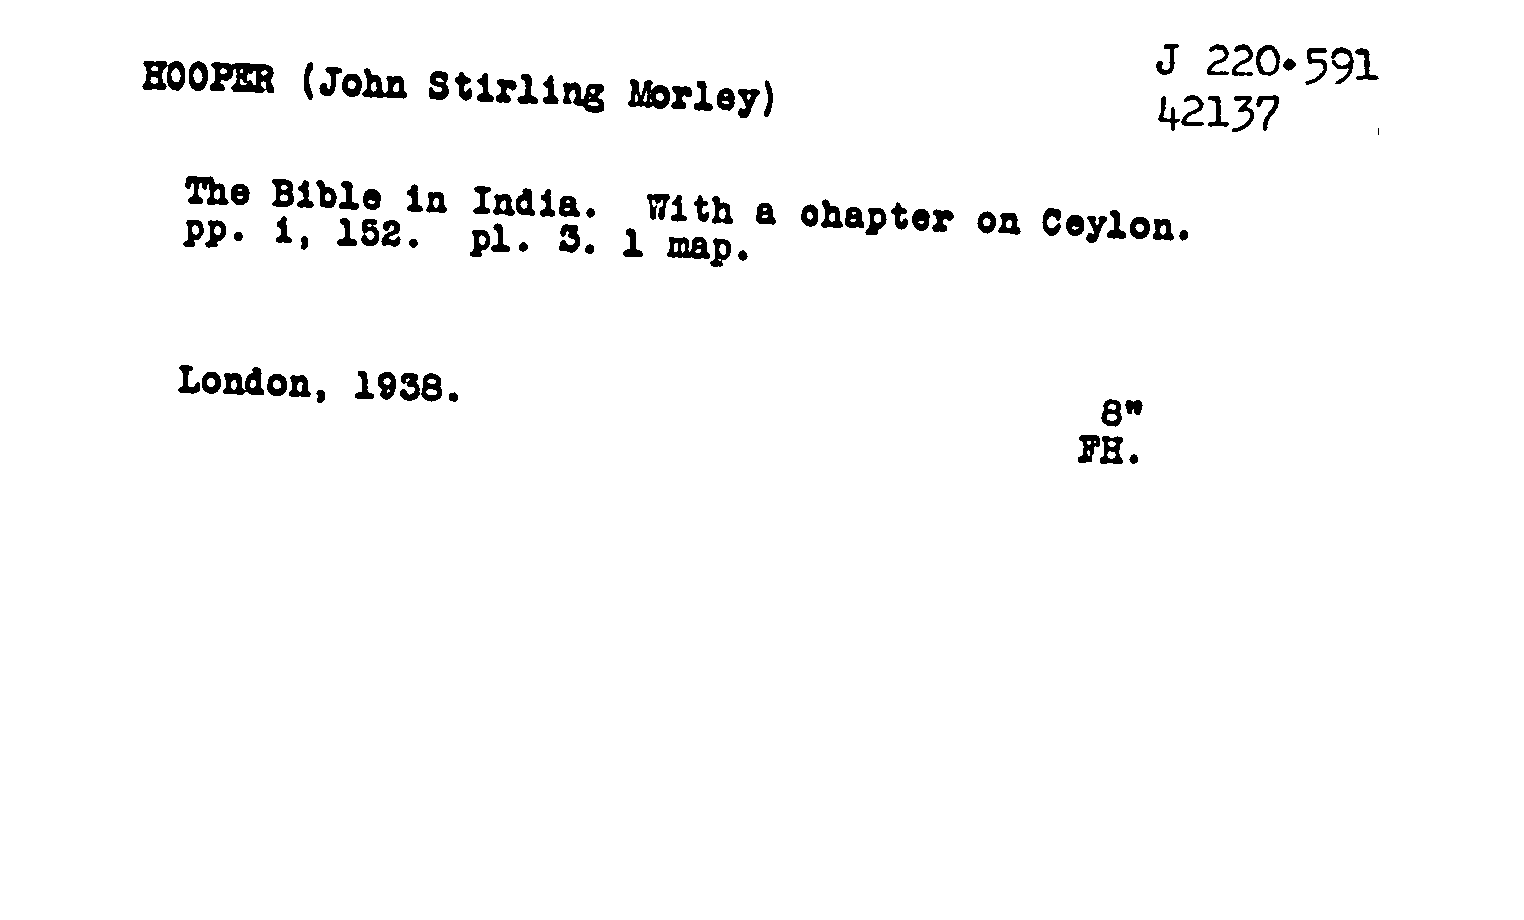 HOOPER (John Stirling Morley)
J 220·591
42137
The Bible in India.  With a chapter on Ceylon.
pp. i, 152.  pl. 3. 1 map.
London, 1938.
8"
FH.